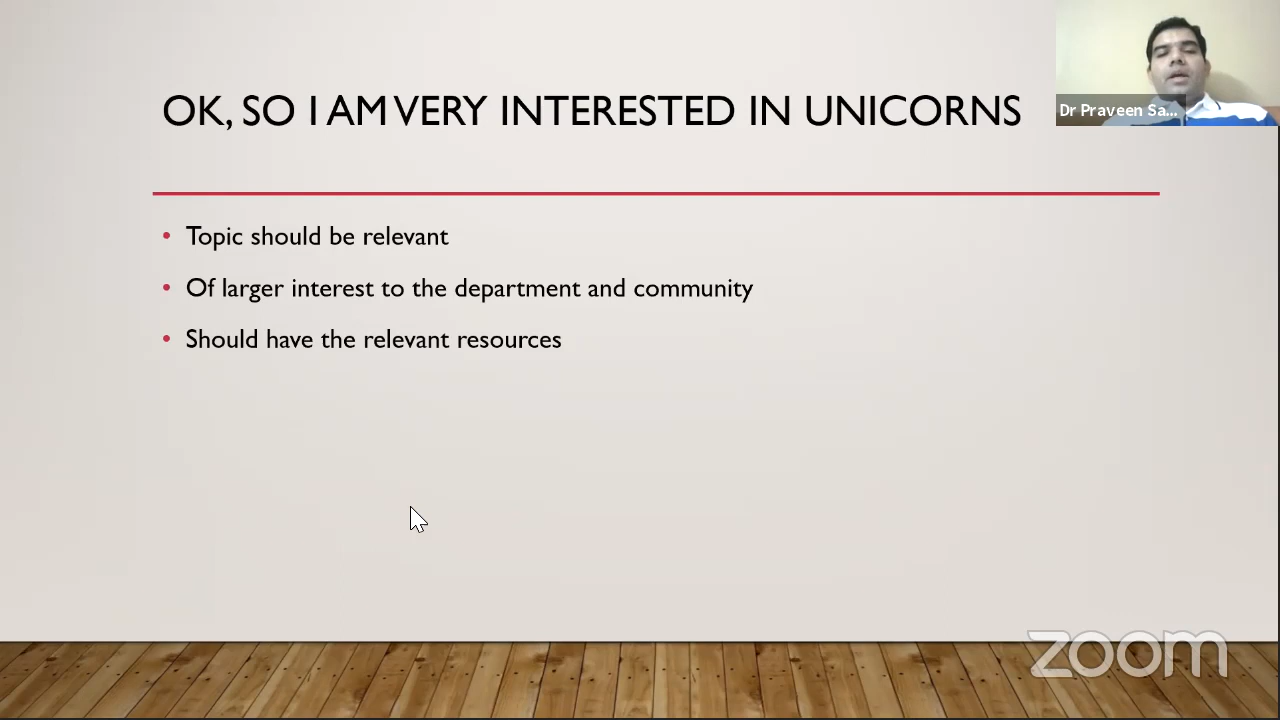 OK, SO I AM VERY INTERESTED IN UNICORNS
Dr Praveen Sa...
• Topic should be relevant
• Of larger interest to the department and community
• Should have the relevant resources
zoom